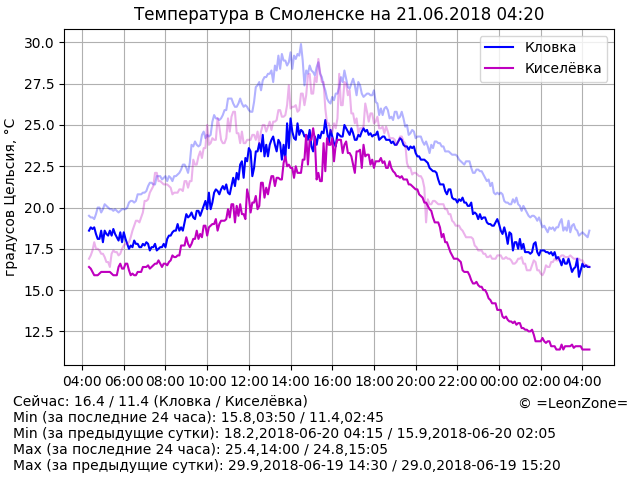 Температура в Смоленске на 21.06.2018 04:20
градусов Цельсия, °C
30.0
27.5
25.0
22.5
20.0
17.5
15.0
12.5
Кловка
Киселёвка
04:00 06:00 08:00 10:00 12:00 14:00 16:00 18:00 20:00 22:00 00:00 02:00 04:00
Сейчас: 16.4 / 11.4 (Кловка / Киселёвка)
© =LeonZone=
Min (за последние 24 часа): 15.8,03:50 / 11.4,02:45
Min (за предыдущие сутки): 18.2,2018-06-20 04:15 / 15.9,2018-06-20 02:05
Max (за последние 24 часа): 25.4,14:00 / 24.8,15:05
Max (за предыдущие сутки): 29.9,2018-06-19 14:30 / 29.0,2018-06-19 15:20